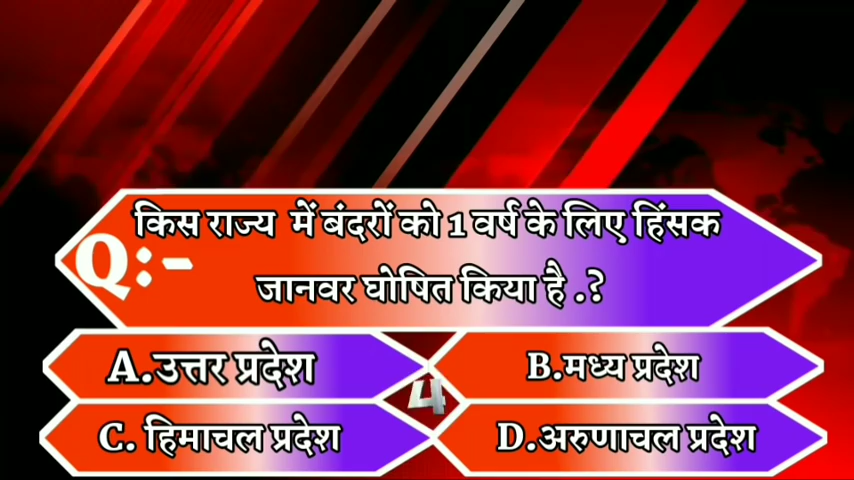 किस राज्य में बंदरों को 1 वर्ष के लिए हिंसक
Q:-
जानवर घोषित किया है .?
A.उत्तर प्रदेश
B.मध्य प्रदेश
4
C. हिमाचल प्रदेश
D.अरुणाचल प्रदेश